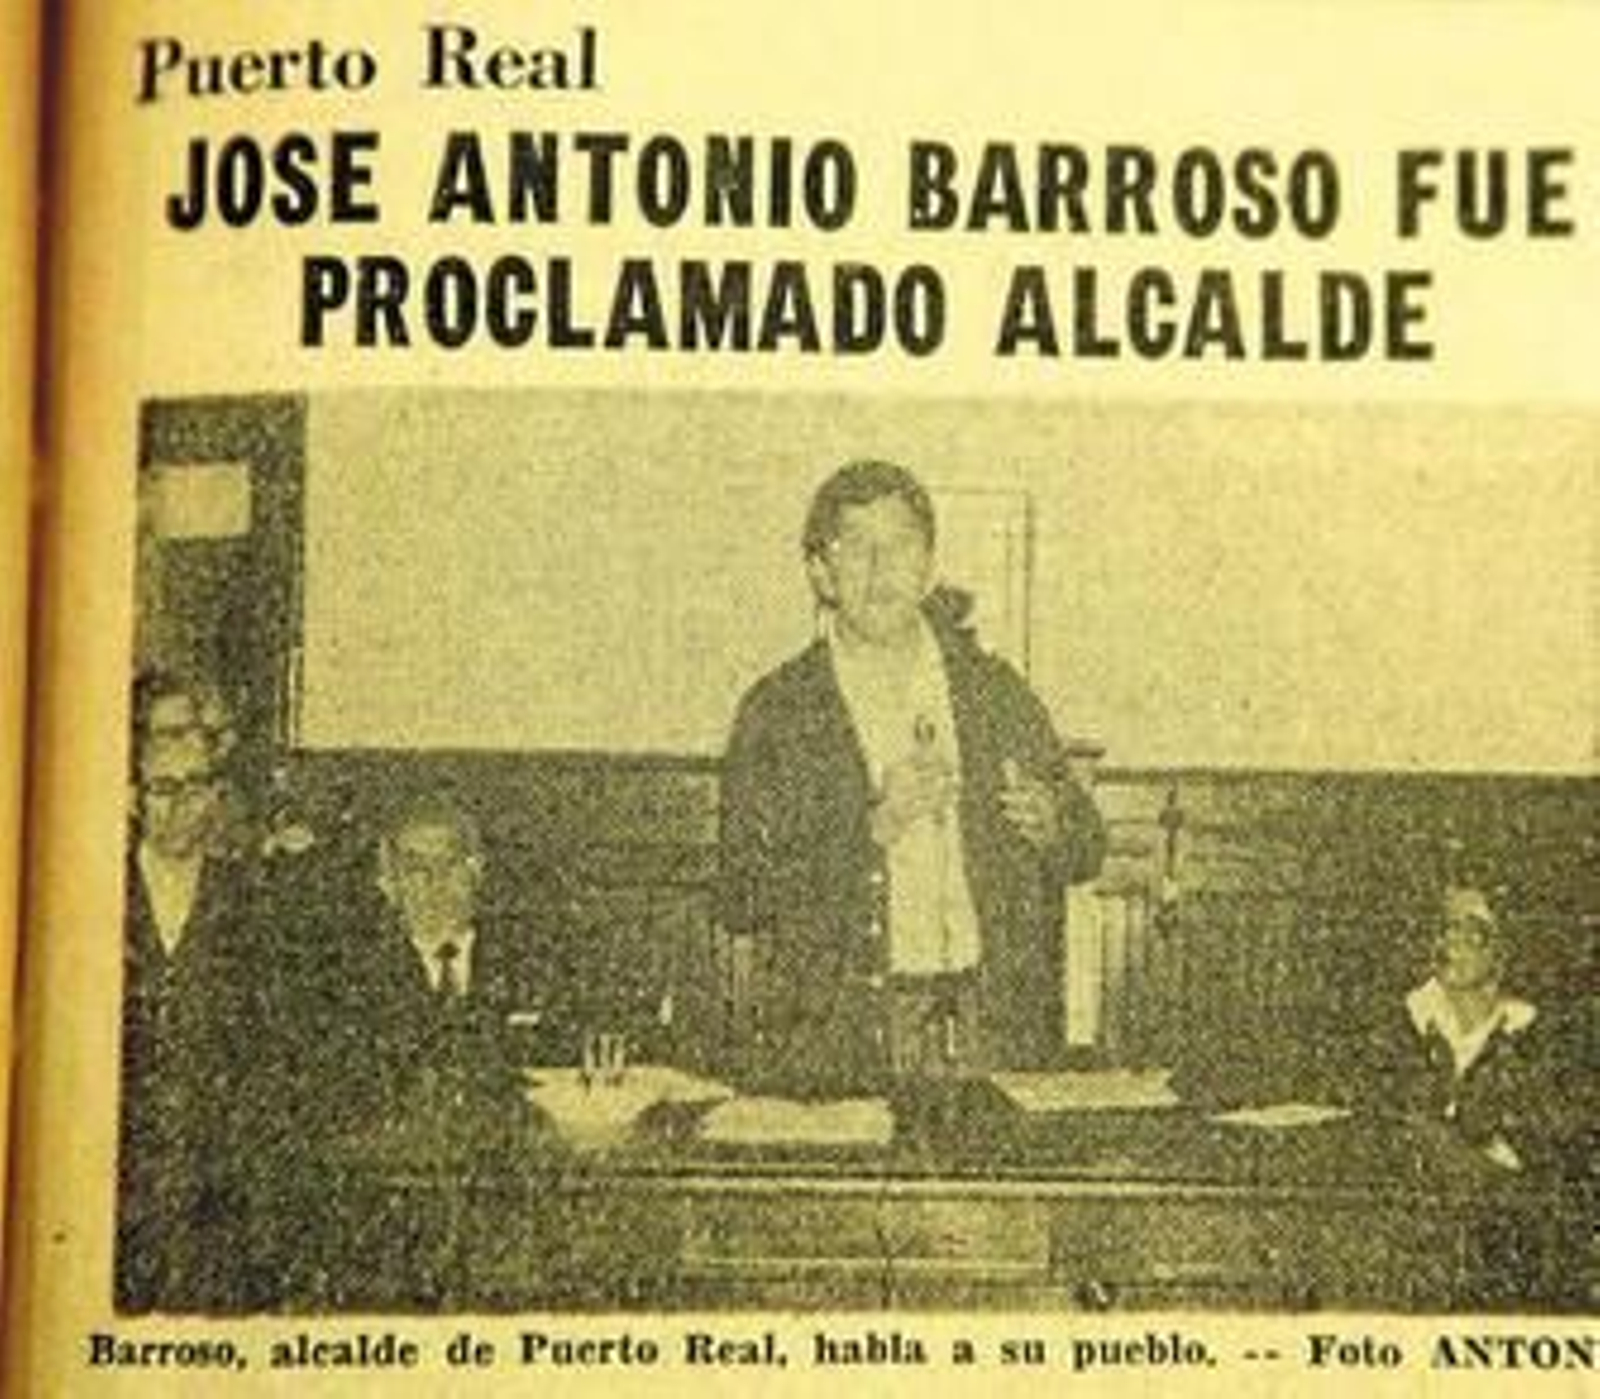 Puerto Real
JOSE ANTONIO BARROSO FUE
PROCLAMADO ALCALDE
Barroso, alcalde de Puerto Real, habla a su pueblo. -- Foto